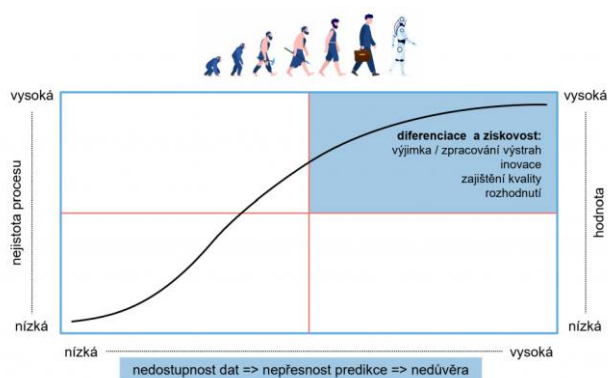 vysoká
vysoká
diferenciace a ziskovost:
výjimka / zpracování výstrah
inovace
zajištění kvality
rozhodnutí
nejistota procesu
hodnota
nízká
nízká
nízká
vysoká
nedostupnost dat => nepřesnost predikce => nedůvěra